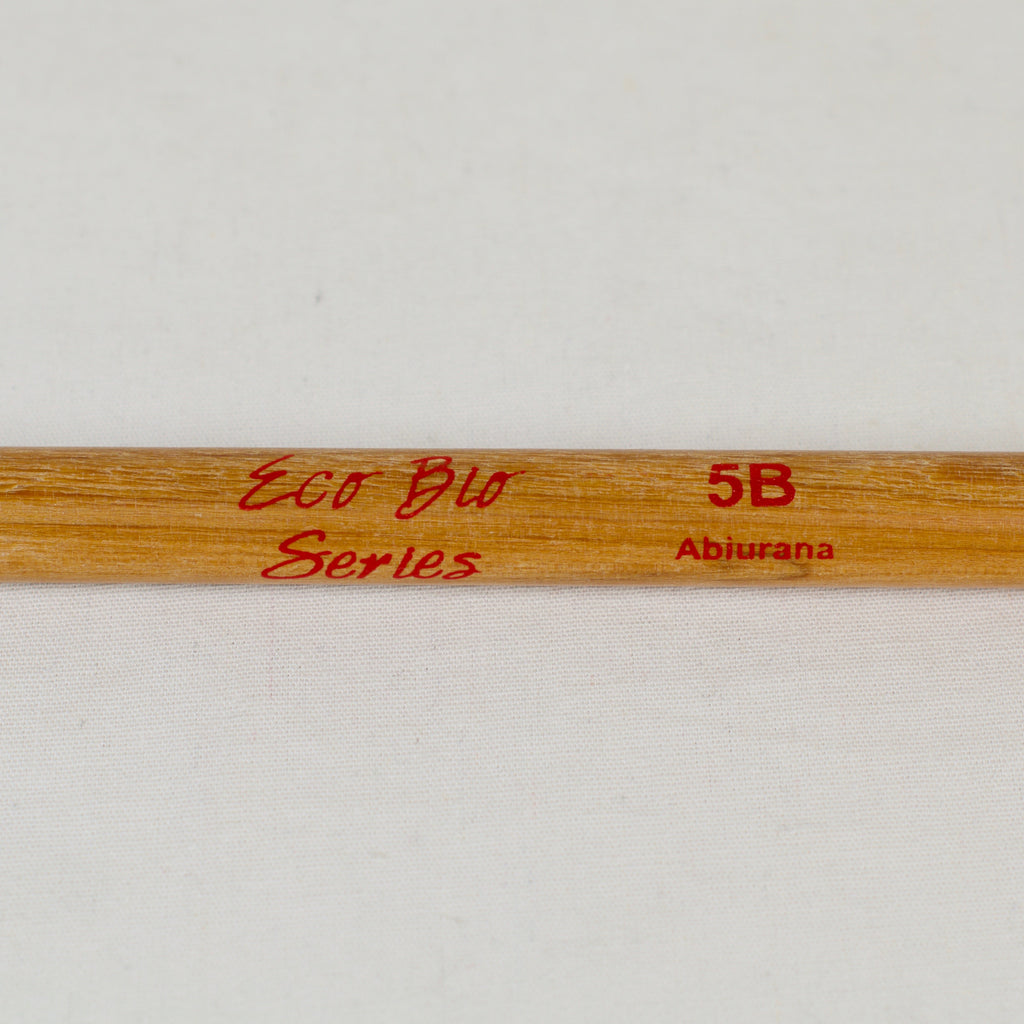 Eco Bio
Series
5B
Abiurana